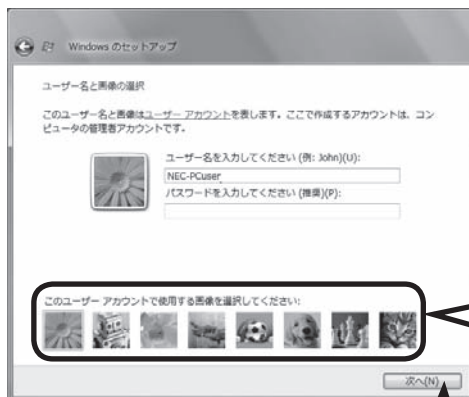 Windows のセットアップ
ユーザー名と画像の選択
このユーザー名と画像はユーザー アカウントを表します。ここで作成するアカウントは、コン
ピュータの管理者アカウントです。
ユーザー名を入力してください (例: John)(U):
NEC-PCuser
パスワードを入力してください (推奨)(P):
このユーザー アカウントで使用する画像を選択してください:
次へ(N)